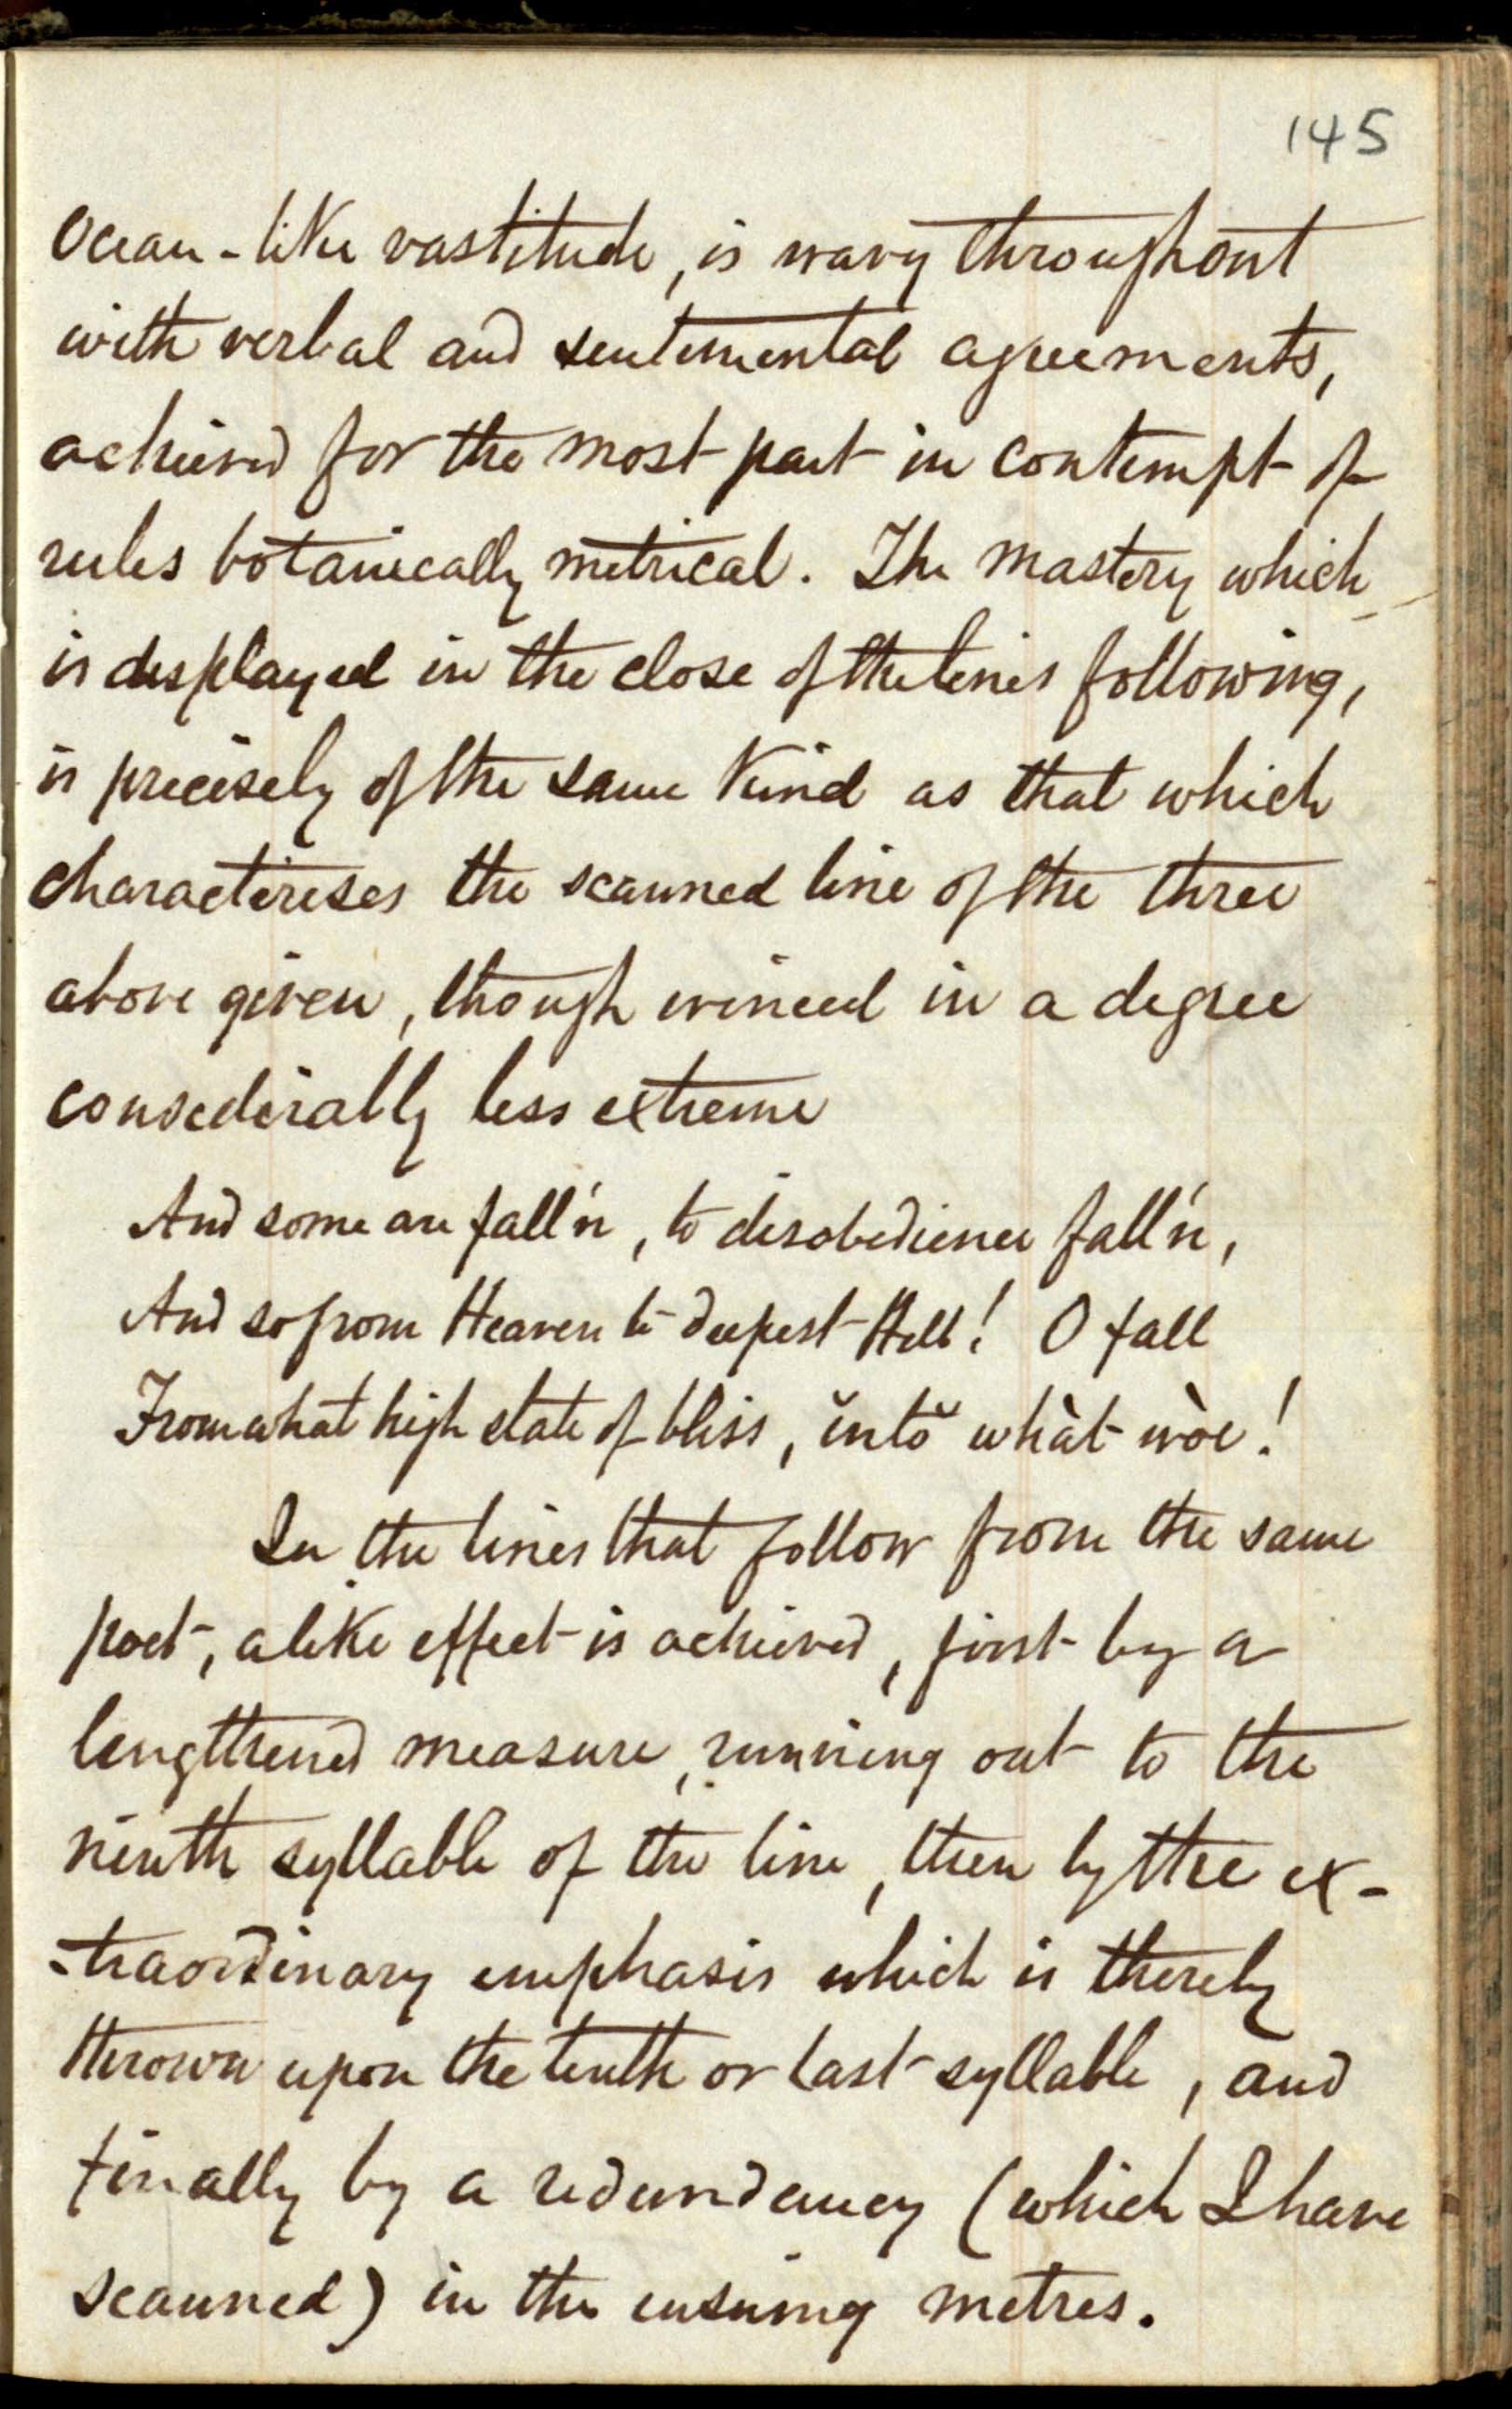 145
Ocean-like vastitude, is wavy throughout
with verbal and sentimental agreements,
achieved for the most part in contempt of
rules botanically metrical. The mastery which
is displayed in the close of the lines following,
is precisely of the same kind as that which
characterises the scanned line of the three
above given, though evinced in a degree
considerably less extreme
And some are fall'n, to disobedience fall'n,
And so from Heaven to deepest Hell! O fall
From what high state of bliss, ĭntŏ whàt wòe!
In the lines that follow from the same
poet, a like effect is achieved, first by a
lengthened measure, running out to the
ninth syllable of the line, then by the ex-
-traordinary emphasis which is thereby
thrown upon the tenth or last syllable, and
finally by a redundancy (which I have
scanned) in the ensuing metres.